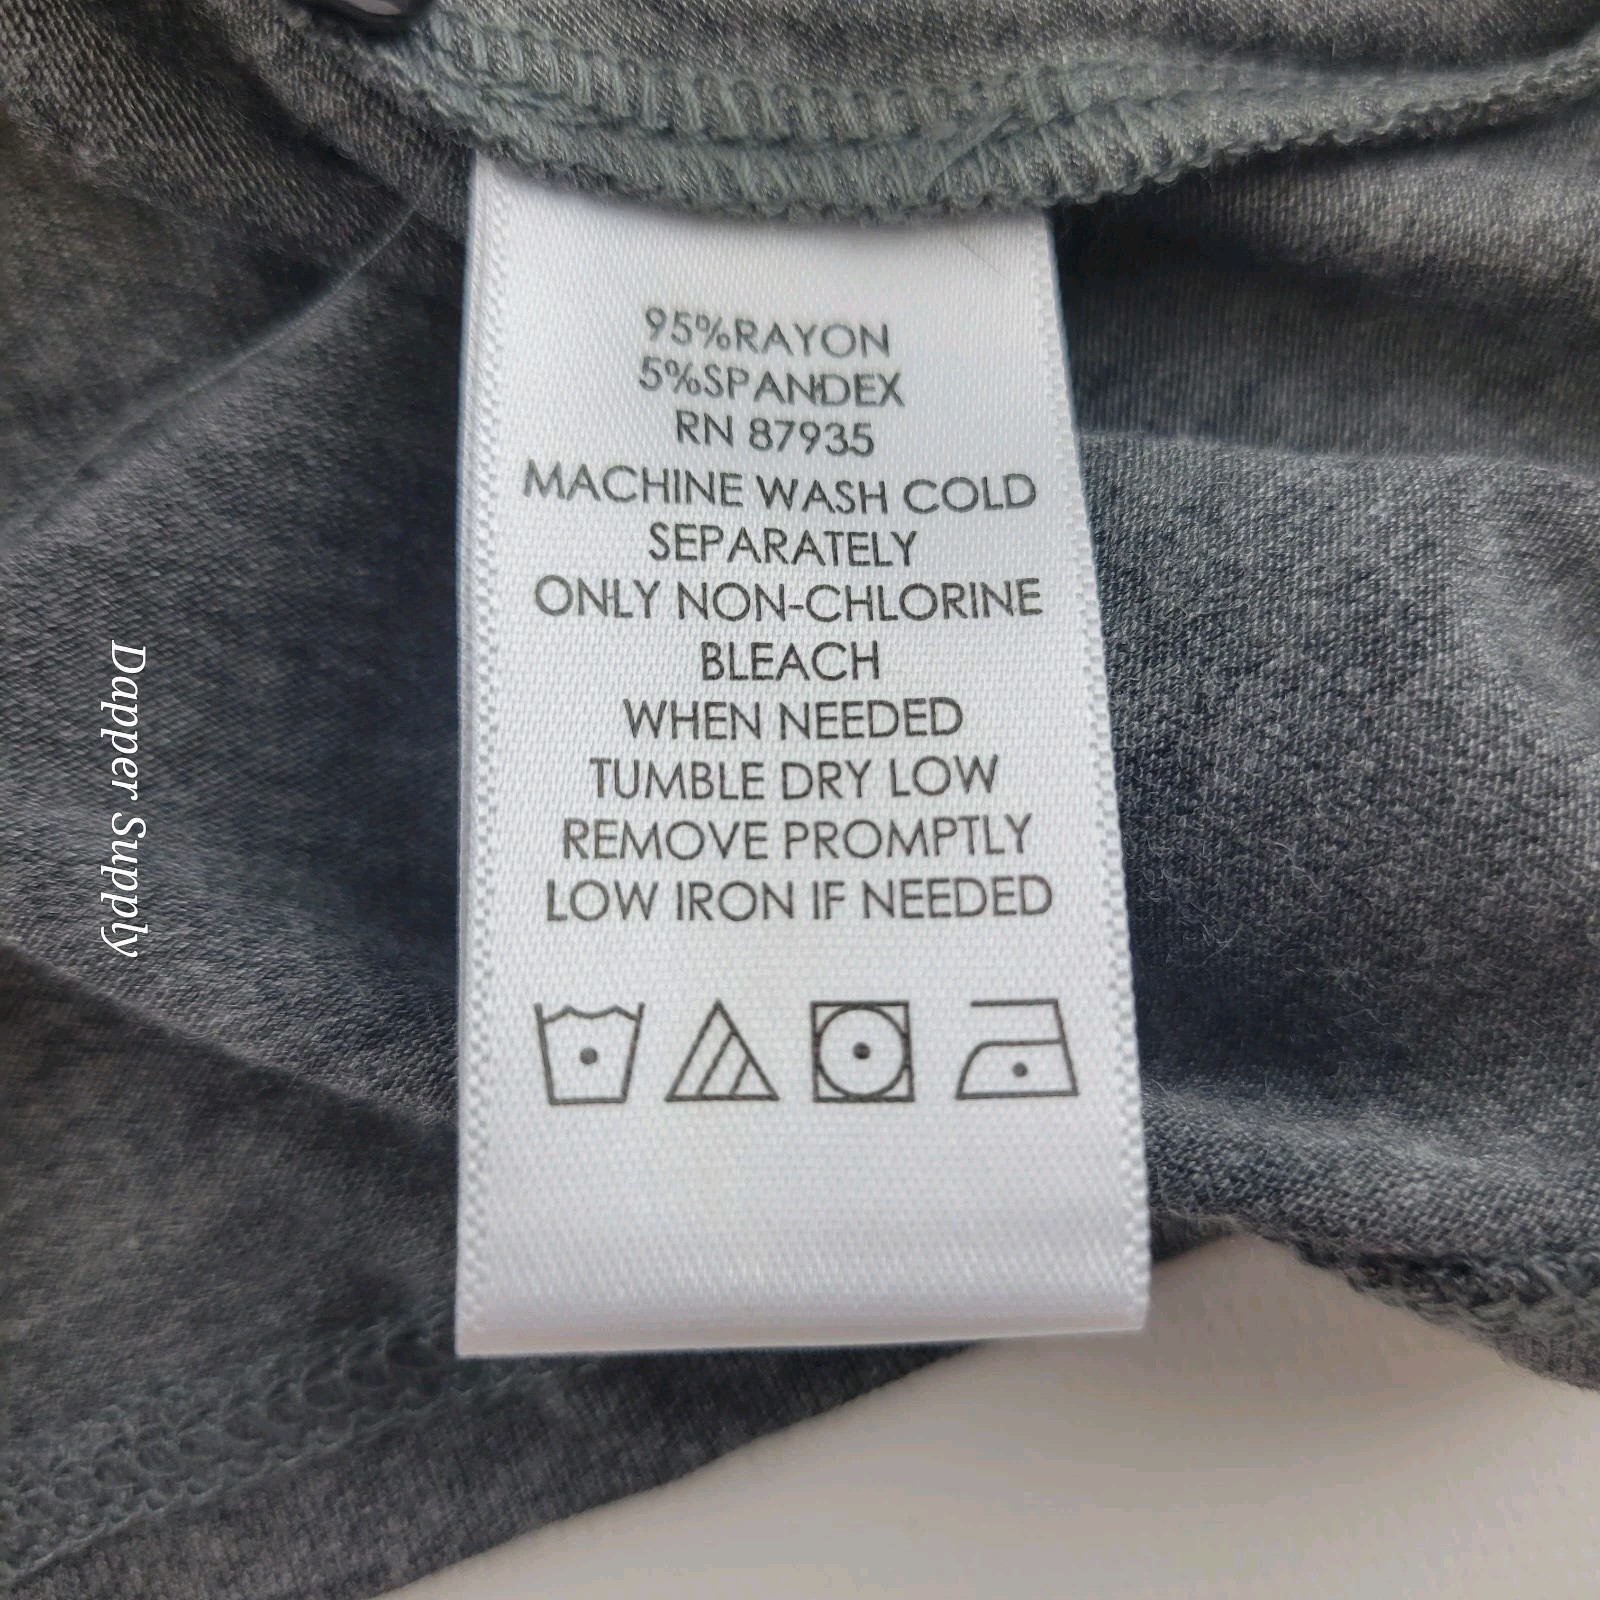 95%RAYON
5%SPANDEX
RN 87935
MACHINE WASH COLD
SEPARATELY
ONLY NON-CHLORINE
BLEACH
WHEN NEEDED
TUMBLE DRY LOW
REMOVE PROMPTLY
LOW IRON IF NEEDED
Dapper Supply